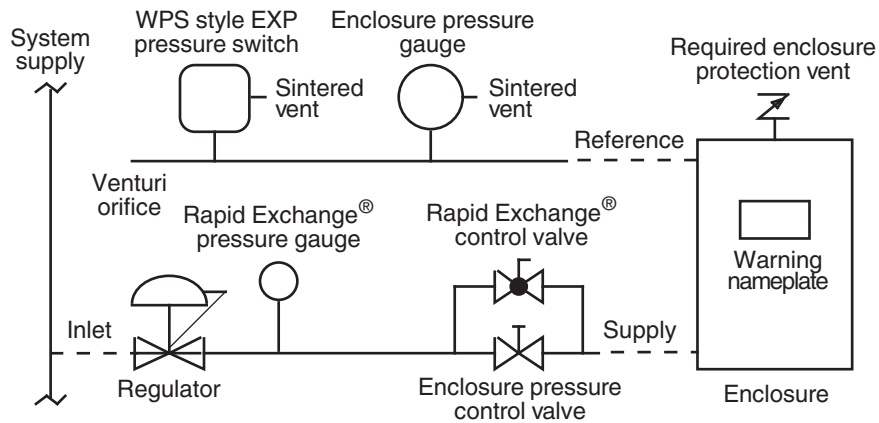 System
supply
WPS style EXP
pressure switch
Sintered
vent
Enclosure pressure
gauge
Sintered
vent
Required enclosure
protection vent
Reference
Venturi
orifice
Rapid Exchange®
pressure gauge
Rapid Exchange®
control valve
Warning
nameplate
Inlet
Supply
Regulator
Enclosure pressure
control valve
Enclosure